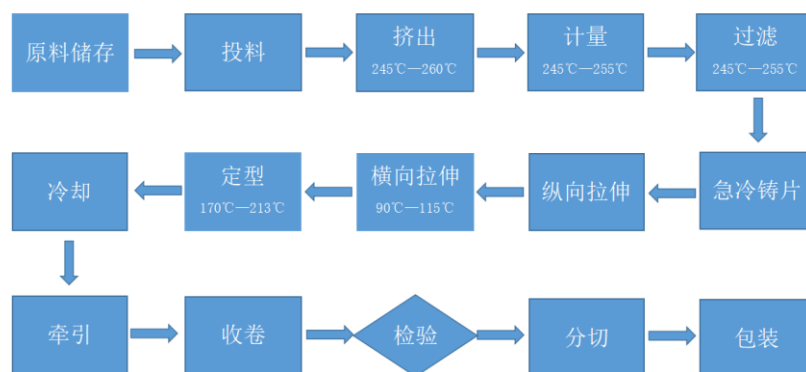 原料储存
投料
挤出
245℃—260℃
计量
245℃—255℃
过滤
245℃—255℃
急冷铸片
纵向拉伸
横向拉伸
90℃—115℃
定型
170℃—213℃
冷却
牵引
收卷
检验
分切
包装